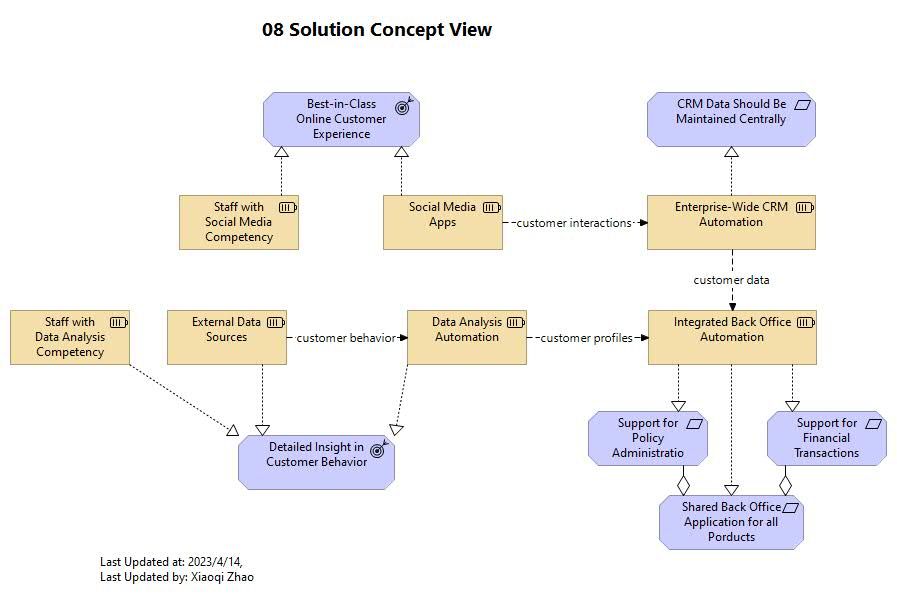 08 Solution Concept View
Best-in-Class
Online Customer
Experience
CRM Data Should Be
Maintained Centrally
Staff with
Social Media
Competency
Social Media
Apps
customer interactions
Enterprise-Wide CRM
Automation
customer data
Staff with
Data Analysis
Competency
External Data
Sources
customer behavior
Data Analysis
Automation
customer profiles
Integrated Back Office
Automation
Support for
Policy
Administratio
Support for
Financial
Transactions
Detailed Insight in
Customer Behavior
Shared Back Office
Application for all
Porducts
Last Updated at: 2023/4/14,
Last Updated by: Xiaoqi Zhao